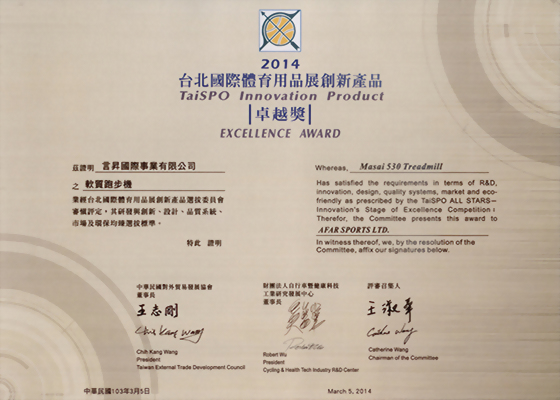 2014
台北國際體育用品展創新產品
TaiSPO Innovation Product
卓越獎
EXCELLENCE AWARD
茲證明 言昇國際事業有限公司
之 軟質跑步機
業經台北國際體育用品展創新產品選拔委員會
審慎評定，其研發與創新、設計、品質系統、
市場及環保均臻選拔標準。
特此 證明
Whereas, Masai 530 Treadmill
Has satisfied the requirements in terms of R&D,
innovation, design, quality systems, market and eco-
friendly as prescribed by the TaiSPO ALL STARS—
Innovation's Stage of Excellence Competition;
Therefor, the Committee presents this award to
AFAR SPORTS LTD.
In witness thereof, we, by the resolution of the
Committee, affix our signatures below.
中華民國對外貿易發展協會
董事長
王志剛
Chih Kang Wang
Chih Kang Wang
President
Taiwan External Trade Development Council
財團法人自行車暨健康科技
工業研究發展中心
董事長
Robert Wu
President
Cycling & Health Tech Industry R&D Center
評審召集人
王淑華
Catherine Wang
Chairman of the Committee
中華民國103年3月5日
March 5, 2014